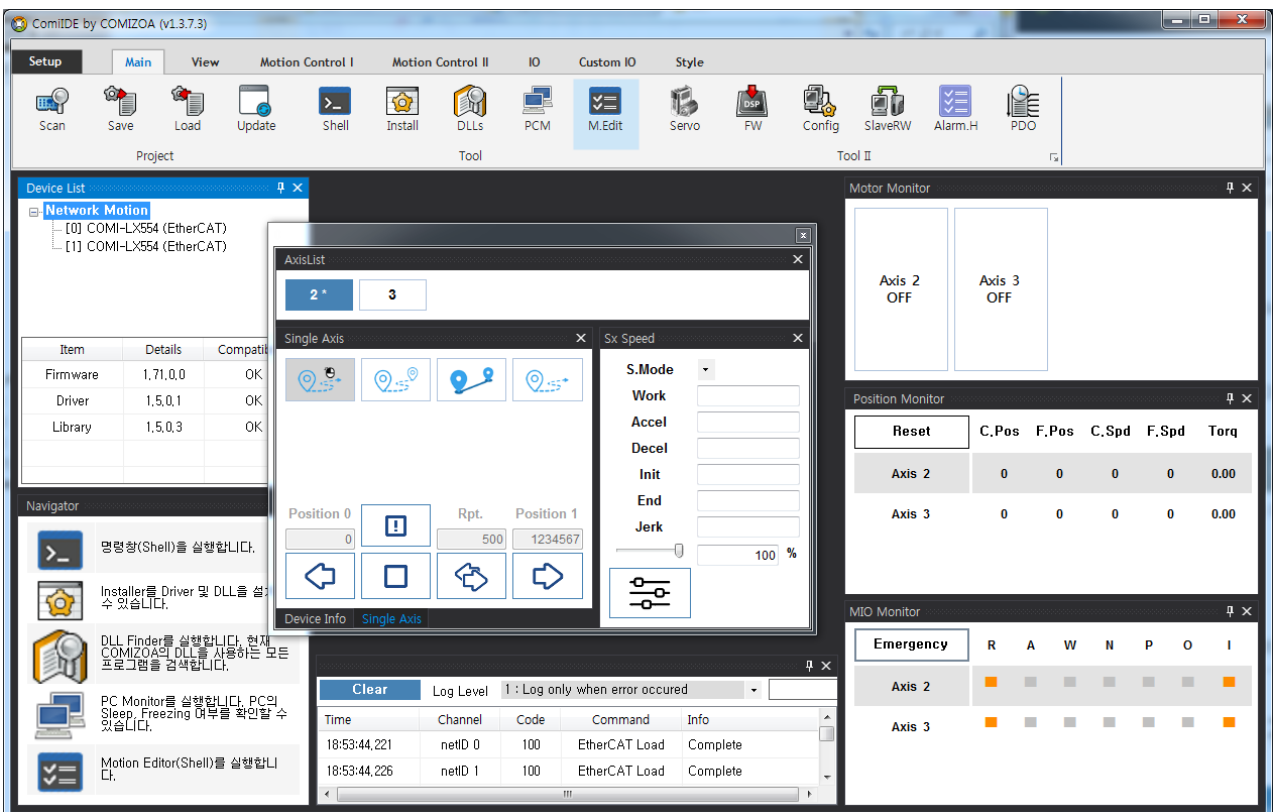 ComiIDE by COMIZOA (v1.3.7.3)
Setup Main View Motion Control I Motion Control II IO Custom IO Style
Scan Save Load Update Shell Install DLLs PCM M.Edit Servo FW Config SlaveRW Alarm.H PDO
Project Tool Tool II
Device List
Network Motion
[0] COMI-LX554 (EtherCAT)
[1] COMI-LX554 (EtherCAT)
Item Details
Firmware 1,71,0,0 OK
Driver 1,5,0,1 OK
Library 1,5,0,3 OK
Navigator
명령창(Shell)을 실행합니다.
Installer를 Driver 및 DLL을
수 있습니다.
DLL Finder를 실행합니다. 현재
COMIZOA의 DLL을 사용하는 모든
프로그램을 검색합니다.
PC Monitor를 실행합니다. PC의
Sleep, Freezing 여부를 확인할 수
있습니다.
Motion Editor(Shell)를 실행합니
다.
AxisList
2 * 3
Single Axis
Position 0 Rpt. Position 1
0 500 1234567
Device Info Single Axis
Sx Speed
S.Mode
Work
Accel
Decel
Init
End
Jerk
100 %
Clear Log Level 1 : Log only when error occured
Time Channel Code Command Info
18:53:44,221 netID 0 100 EtherCAT Load Complete
18:53:44,226 netID 1 100 EtherCAT Load Complete
Motor Monitor
Axis 2
OFF
Axis 3
OFF
Position Monitor
Reset C.Pos F.Pos C.Spd F.Spd Torq
Axis 2 0 0 0 0 0.00
Axis 3 0 0 0 0 0.00
MIO Monitor
Emergency R A W N P O I
Axis 2
Axis 3